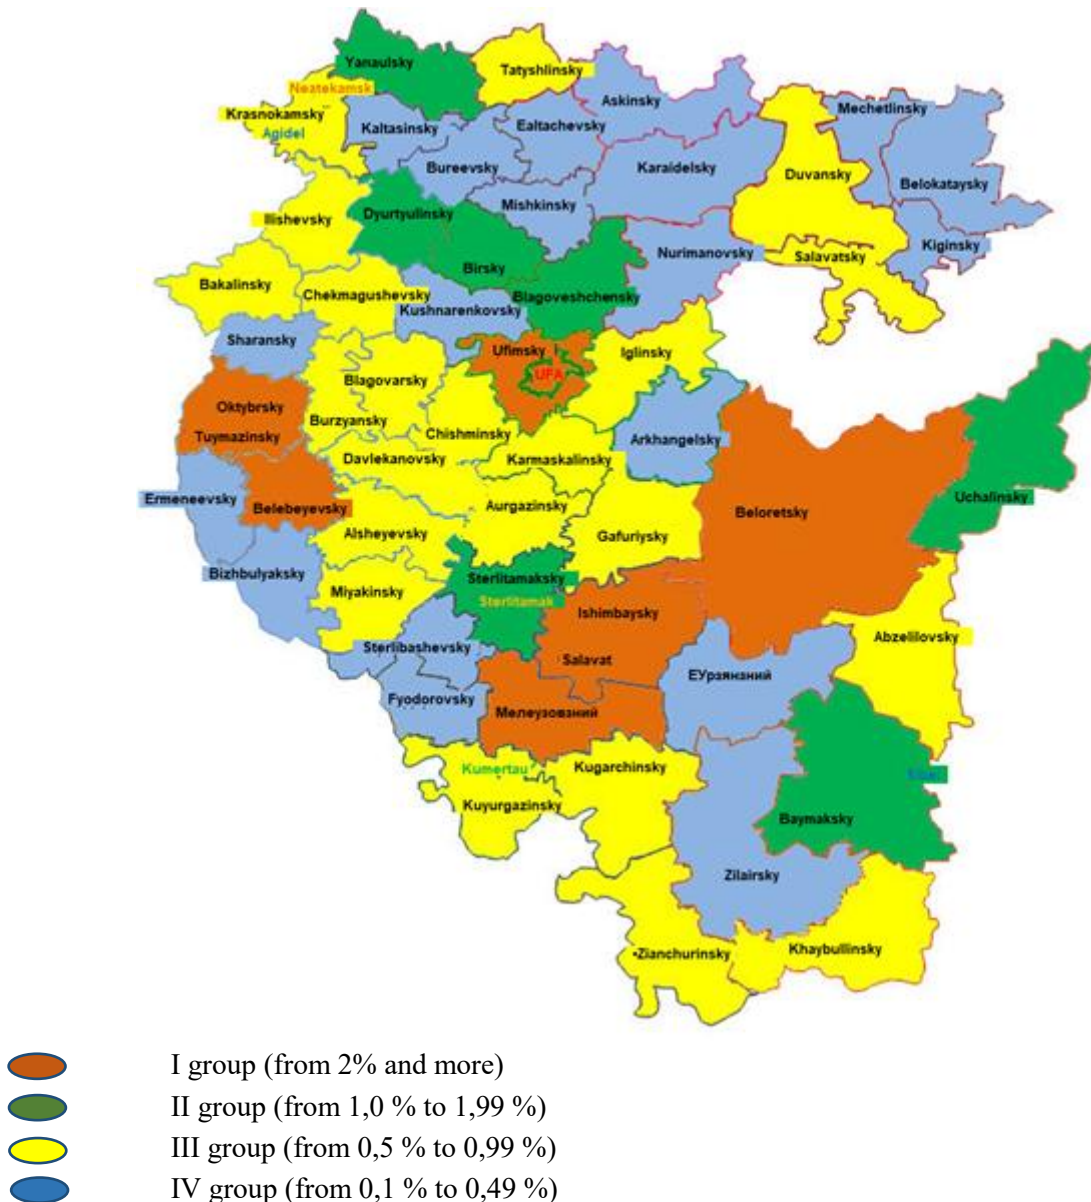 Yanaulsky
Tatyshlinsky
Neatekamsk
Krasnokamsky
Agidel
Kaltasinsky
Ealtachevsky
Askinsky
Mechetlinsky
Bureevsky
Karaidelsky
Duvansky
Belokataysky
Mishkinsky
Dyurtyulinsky
Ilishevsky
Birsky
Nurimanovsky
Salavatsky
Kiginsky
Bakalinsky
Chekmagushevsky
Blagoveshchensky
Kushnarenkovsky
Sharansky
Ufimsky
Iglinsky
UFA
Blagovarsky
Oktybrsky
Burzyansky
Tuymazinsky
Chishminsky
Arkhangelsky
Davlekanovsky
Karmaskalinsky
Ermeneevsky
Belebeyevsky
Aurgazinsky
Beloretsky
Uchalinsky
Alsheyevsky
Gafuriysky
Bizhbulyaksky
Miyakinsky
Sterlitamaksky
Sterlitamak
Ishimbaysky
Abzelilovsky
Sterlibashevsky
Salavat
ЕУрзянзний
Fyodorovsky
Мелеузований
Kumertau
Kugarchinsky
Kuyurgazinsky
Baymaksky
Zilairsky
•Zianchurinsky
Khaybullinsky
I group (from 2% and more)
II group (from 1,0 % to 1,99 %)
III group (from 0,5 % to 0,99 %)
IV group (from 0,1 % to 0,49 %)